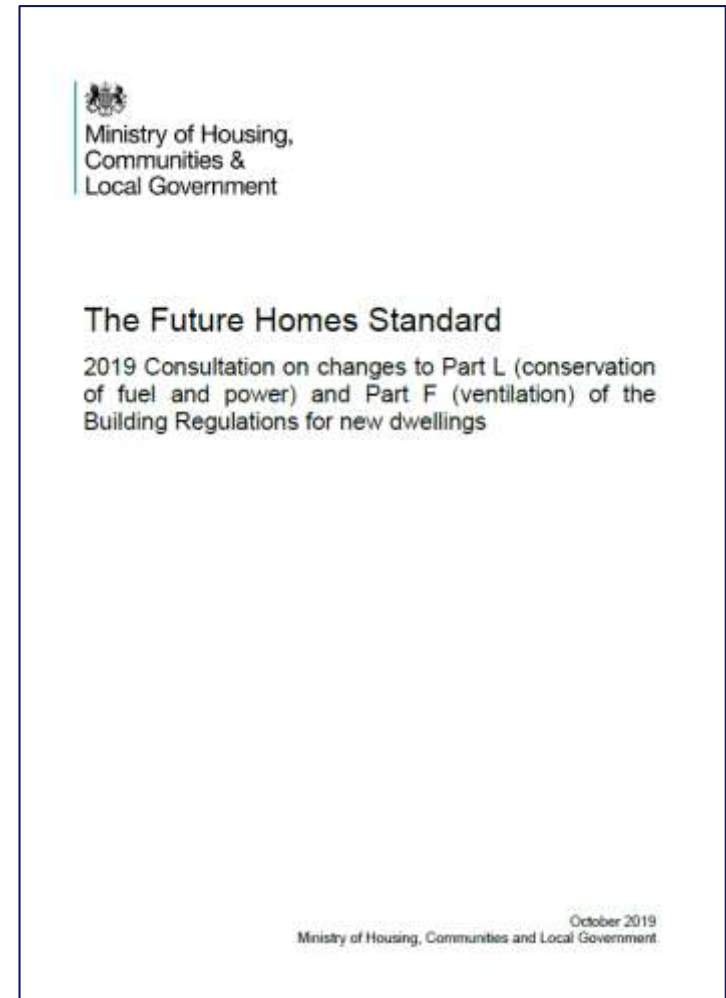 Ministry of Housing,
Communities &
Local Government
The Future Homes Standard
2019 Consultation on changes to Part L (conservation
of fuel and power) and Part F (ventilation) of the
Building Regulations for new dwellings
October 2019
Ministry of Housing, Communities and Local Government